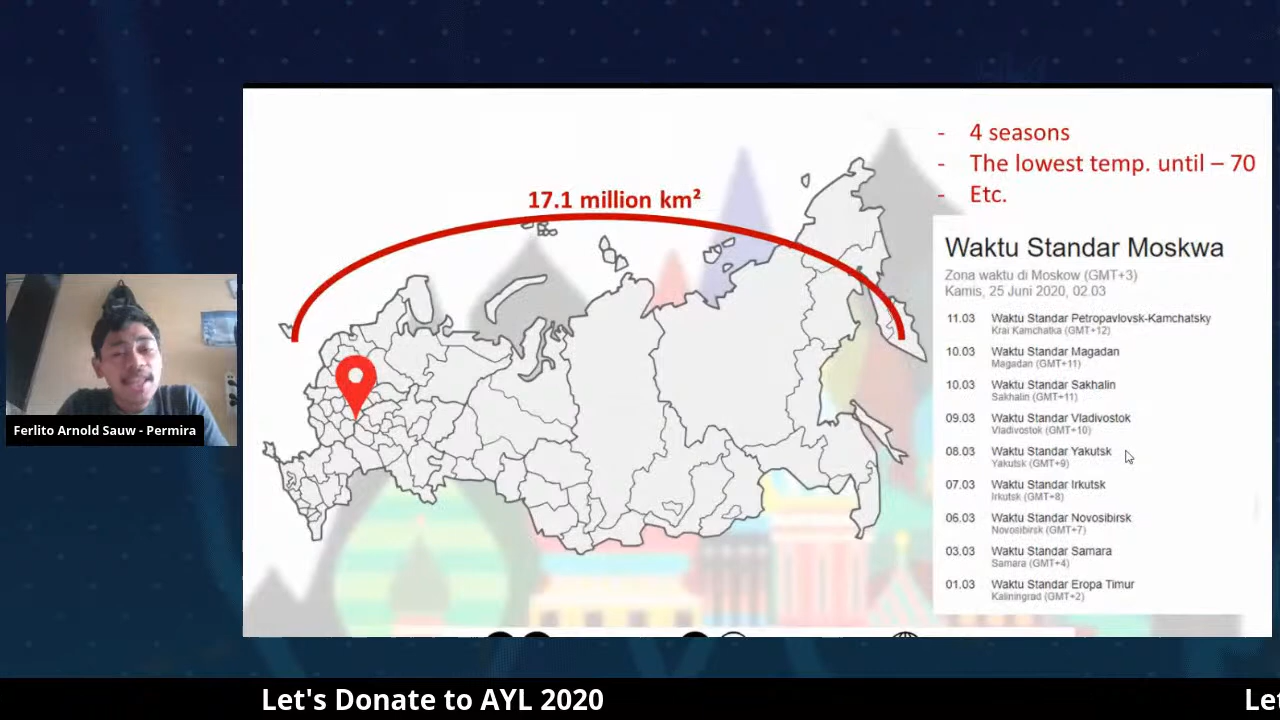 17.1 million km²
- 4 seasons
- The lowest temp. until – 70
- Etc.
Waktu Standar Moskwa
Zona waktu di Moskow (GMT+3)
Kamis, 25 Juni 2020, 02.03
11.03 Waktu Standar Petropavlovsk-Kamchatsky
Krai Kamchatka (GMT+12)
10.03 Waktu Standar Magadan
Magadan (GMT+11)
10.03 Waktu Standar Sakhalin
Sakhalin (GMT+11)
09.03 Waktu Standar Vladivostok
Vladivostok (GMT+10)
08.03 Waktu Standar Yakutsk
Yakutsk (GMT+9)
07.03 Waktu Standar Irkutsk
Irkutsk (GMT+8)
06.03 Waktu Standar Novosibirsk
Novosibirsk (GMT+7)
03.03 Waktu Standar Samara
Samara (GMT+4)
01.03 Waktu Standar Eropa Timur
Kaliningrad (GMT+2)
Ferlito Arnold Sauw - Permira
Let's Donate to AYL 2020
Let